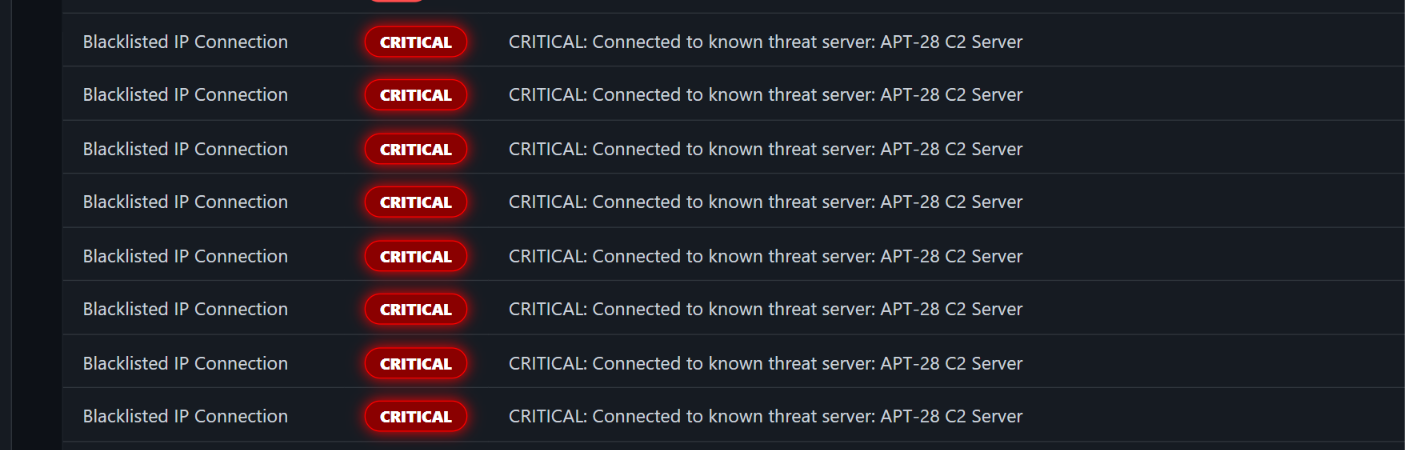 Blacklisted IP Connection CRITICAL CRITICAL: Connected to known threat server: APT-28 C2 Server
Blacklisted IP Connection CRITICAL CRITICAL: Connected to known threat server: APT-28 C2 Server
Blacklisted IP Connection CRITICAL CRITICAL: Connected to known threat server: APT-28 C2 Server
Blacklisted IP Connection CRITICAL CRITICAL: Connected to known threat server: APT-28 C2 Server
Blacklisted IP Connection CRITICAL CRITICAL: Connected to known threat server: APT-28 C2 Server
Blacklisted IP Connection CRITICAL CRITICAL: Connected to known threat server: APT-28 C2 Server
Blacklisted IP Connection CRITICAL CRITICAL: Connected to known threat server: APT-28 C2 Server
Blacklisted IP Connection CRITICAL CRITICAL: Connected to known threat server: APT-28 C2 Server